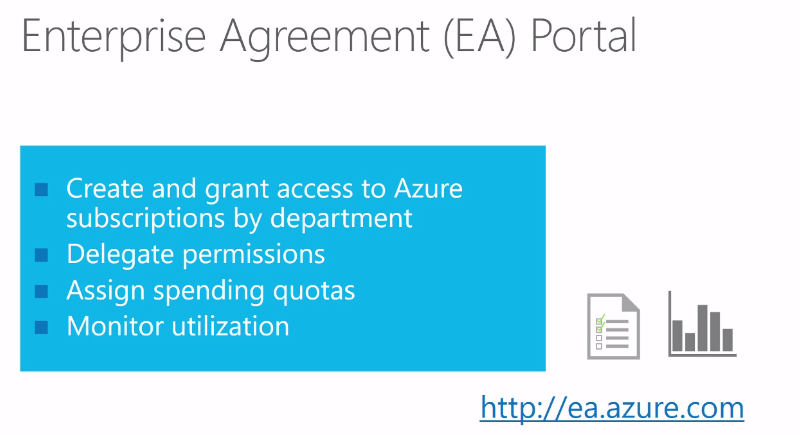 Enterprise Agreement (EA) Portal
Create and grant access to Azure
subscriptions by department
Delegate permissions
Assign spending quotas
Monitor utilization
http://ea.azure.com